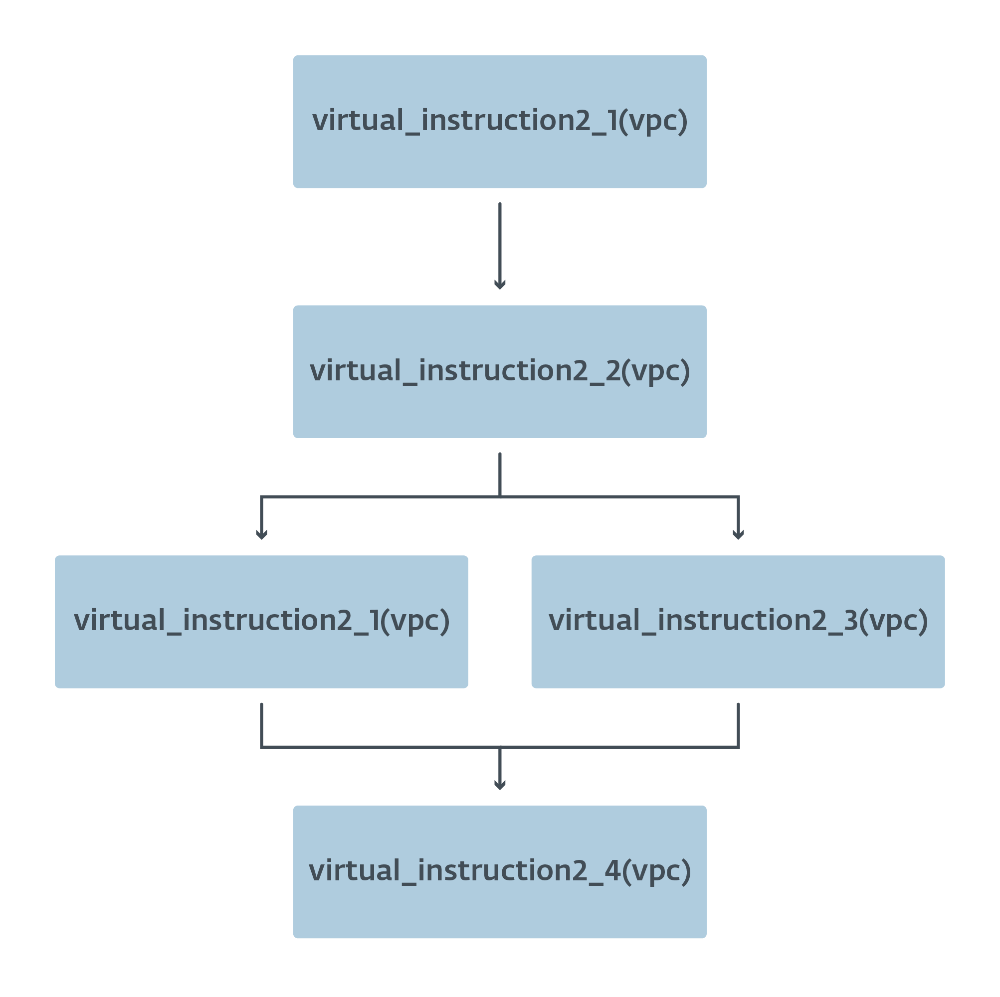 virtual_instruction2_1(vpc)
virtual_instruction2_2(vpc)
virtual_instruction2_1(vpc)
virtual_instruction2_3(vpc)
virtual_instruction2_4(vpc)